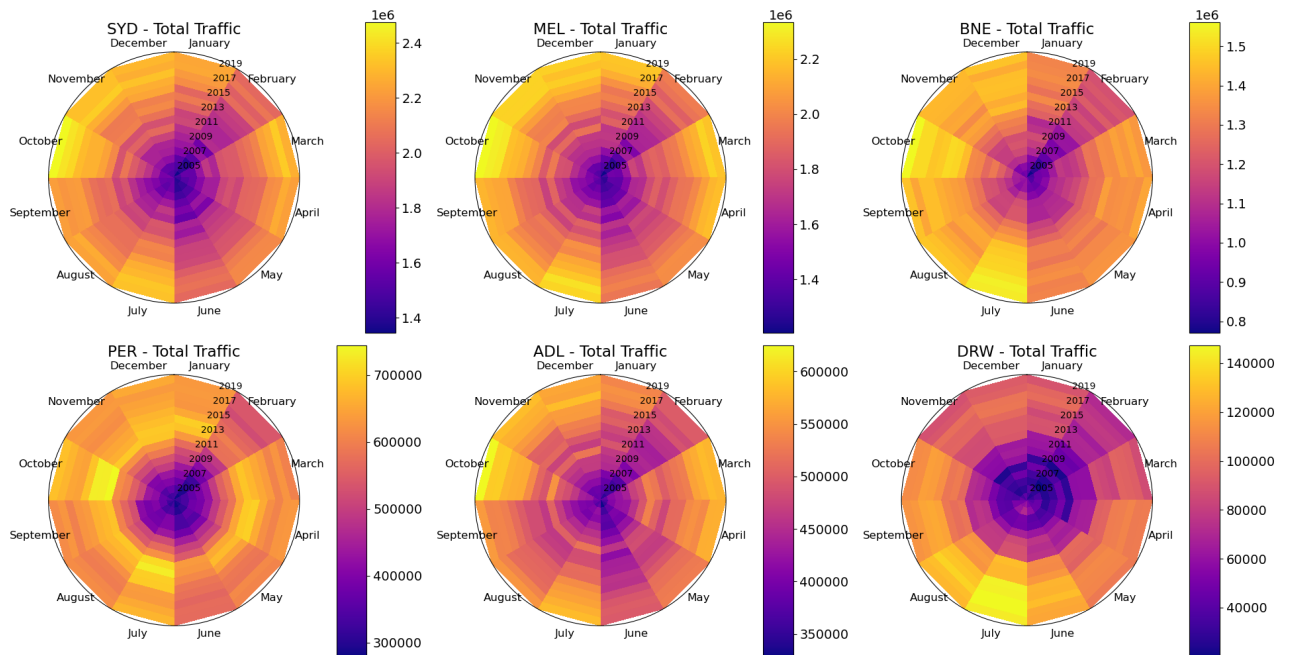 SYD - Total Traffic
December
January
November
February
October
March
September
April
August
May
July
June
2019
2017
2015
2013
2011
2009
2007
2005
1e6
2.4
2.2
2.0
1.8
1.6
1.4
MEL - Total Traffic
December
January
November
February
October
March
September
April
August
May
July
June
2019
2017
2015
2013
2011
2009
2007
2005
1e6
2.2
2.0
1.8
1.6
1.4
BNE - Total Traffic
December
January
November
February
October
March
September
April
August
May
July
June
2019
2017
2015
2013
2011
2009
2007
2005
1e6
1.5
1.4
1.3
1.2
1.1
1.0
0.9
0.8
PER - Total Traffic
December
January
November
February
October
March
September
April
August
May
July
June
2019
2017
2015
2013
2011
2009
2007
2005
700000
600000
500000
400000
300000
ADL - Total Traffic
December
January
November
February
October
March
September
April
August
May
July
June
2019
2017
2015
2013
2011
2009
2007
2005
600000
550000
500000
450000
400000
350000
DRW - Total Traffic
December
January
November
February
October
March
September
April
August
May
July
June
2019
2017
2015
2013
2011
2009
2007
2005
140000
120000
100000
80000
60000
40000